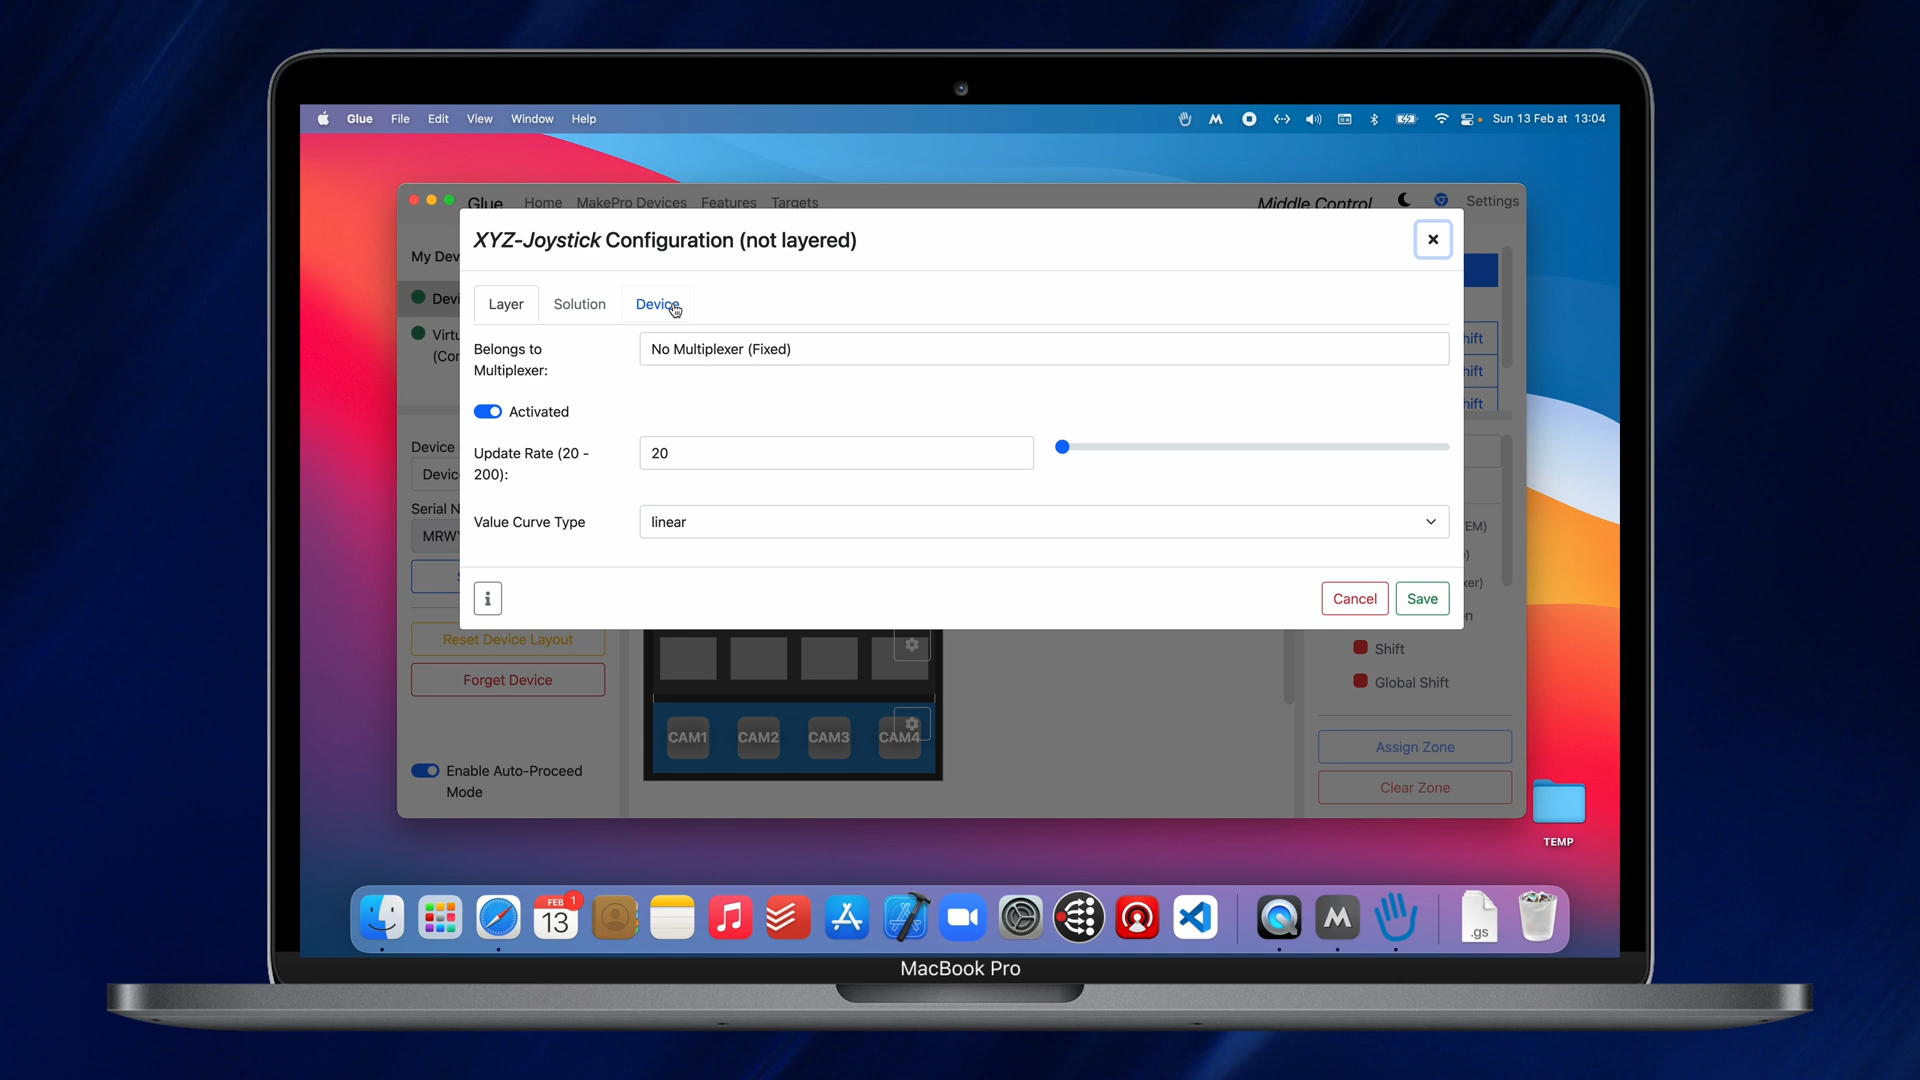 Glue File Edit View Window Help
Sun 13 Feb at 13:04
Glue Home MakePro Devices Features Targets
Middle Control
Settings
XYZ-Joystick Configuration (not layered)
My Dev
Devi
Virtu
(Cor
Layer Solution Device
Belongs to
Multiplexer:
No Multiplexer (Fixed)
Activated
Update Rate (20 -
200):
20
Value Curve Type
linear
i
Cancel Save
hift
hift
hift
Device
Devic
Serial N
MRWY
EM)
)
xer)
n
Reset Device Layout
Forget Device
Enable Auto-Proceed
Mode
CAM1 CAM2 CAM3 CAM4
Shift
Global Shift
Assign Zone
Clear Zone
TEMP
FEB
13
1
M
.gs
MacBook Pro